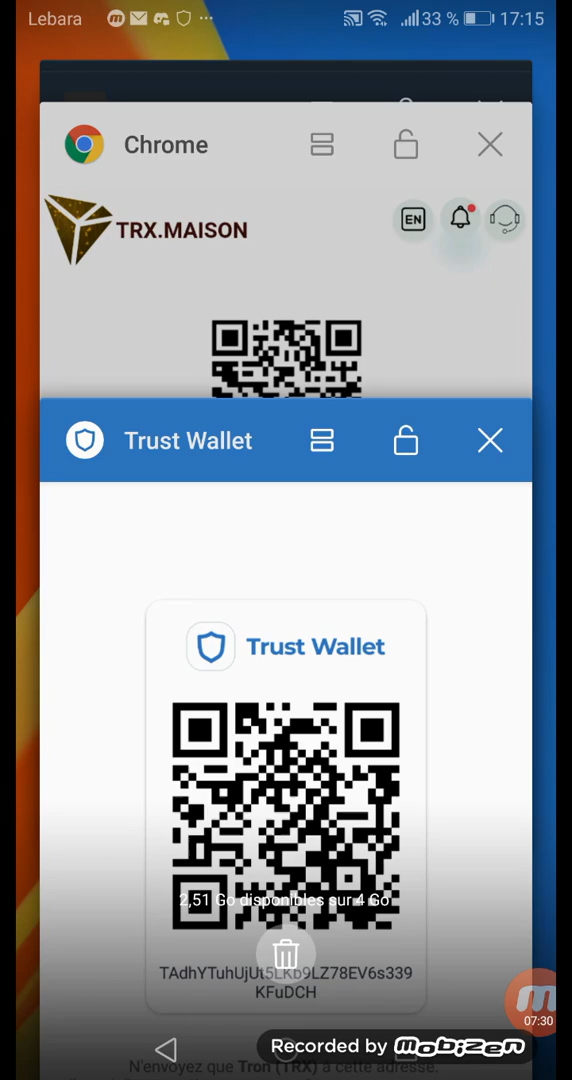 Lebara
33 %
17:15
Chrome
TRX.MAISON
EN
Trust Wallet
Trust Wallet
2,51 Go disponibles sur 4 Go
TAdhYTuhUjUt5LKb9LZ78EV6s339
KFuDCH
07:30
Recorded by mobizen
N'envoyez que Tron (TRX) à cette adresse.